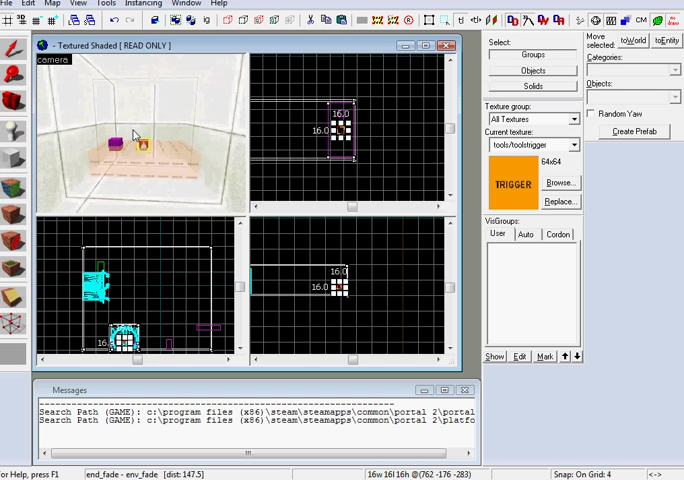 File Edit Map View Tools Instancing Window Help
- Textured Shaded [ READ ONLY ]
camera
16.0
16.0
16.0
16.0
16.
Messages
Search Path (GAME): c:\program files (x86)\steam\steamapps\common\portal 2\portal
Search Path (GAME): c:\program files (x86)\steam\steamapps\common\portal 2\platfo
Select:
Groups
Objects
Solids
Texture group:
All Textures
Current texture:
tools/toolstrigger
TRIGGER
64x64
Browse...
Replace...
VisGroups:
User Auto Cordon
Show Edit Mark
Move selected:
toWorld toEntity
Categories:
Objects:
Random Yaw
Create Prefab
For Help, press F1 end_fade - env_fade [dist: 147.5] 16w 16l 16h @(762 -176 -283) Snap: On Grid: 4 <->